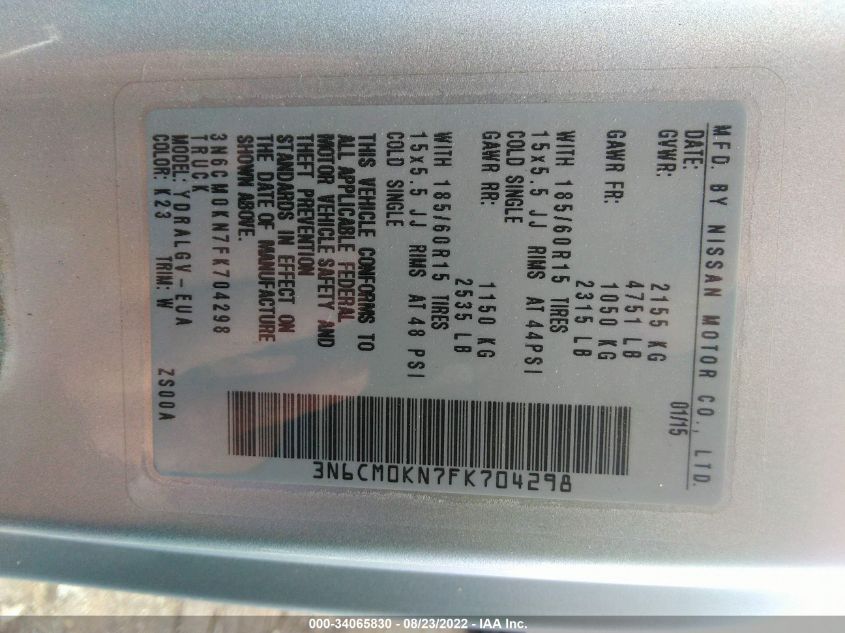 MFD. BY NISSAN MOTOR CO., LTD.
DATE: 01/15
GVWR: 2155 KG
4751 LB
GAWR FR: 1050 KG
2315 LB
WITH 185/60R15 TIRES
15x5.5 JJ RIMS AT 44PSI
COLD SINGLE
GAWR RR: 1150 KG
2535 LB
WITH 185/60R15 TIRES
15x5.5 JJ RIMS AT 48 PSI
COLD SINGLE
THIS VEHICLE CONFORMS TO
ALL APPLICABLE FEDERAL
MOTOR VEHICLE SAFETY AND
THEFT PREVENTION
STANDARDS IN EFFECT ON
THE DATE OF MANUFACTURE
SHOWN ABOVE.
3N6CM0KN7FK704298
TRUCK
MODEL: YDRALGV-EUA
COLOR: K23 TRIM: W ZS00A
3N6CM0KN7FK704298
000-34065830 - 08/23/2022 - IAA Inc.